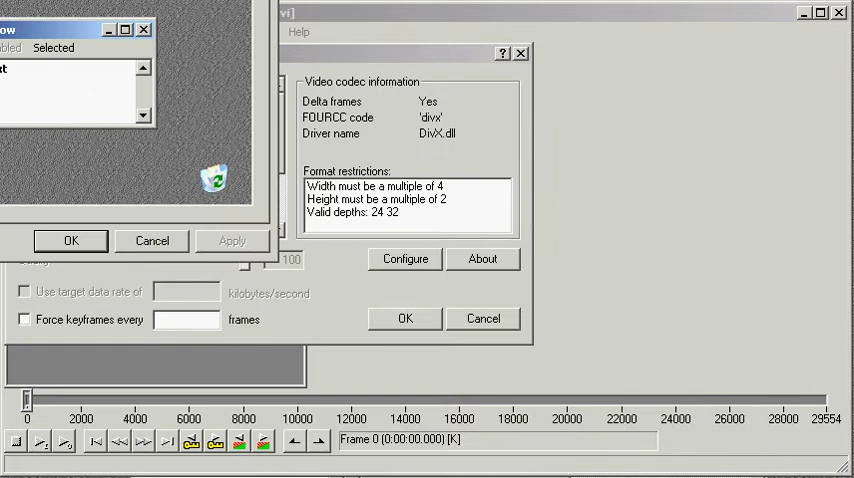 ow
vi]
Help
bled Selected
xt
Video codec information
Delta frames Yes
FOURCC code 'divx'
Driver name DivX.dll
Format restrictions:
Width must be a multiple of 4
Height must be a multiple of 2
Valid depths: 24 32
OK Cancel Apply
100
Configure About
Use target data rate of kilobytes/second
Force keyframes every frames
OK Cancel
0 2000 4000 6000 8000 10000 12000 14000 16000 18000 20000 22000 24000 26000 28000 29554
Frame 0 (0:00:00.000) [K]